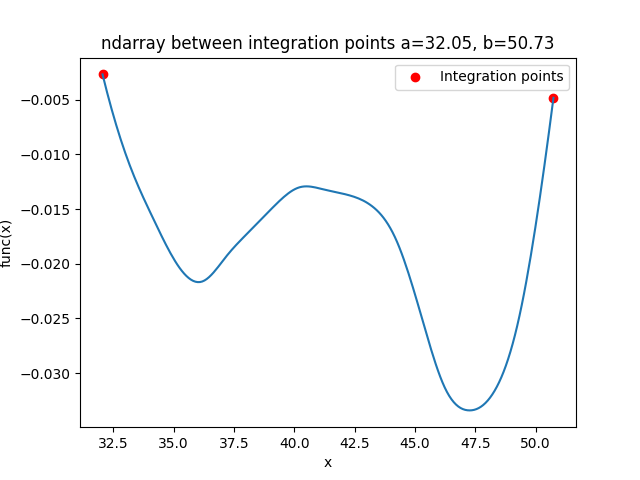 ndarray between integration points a=32.05, b=50.73
Integration points
−0.005
−0.010
−0.015
−0.020
−0.025
−0.030
func(x)
32.5 35.0 37.5 40.0 42.5 45.0 47.5 50.0
x